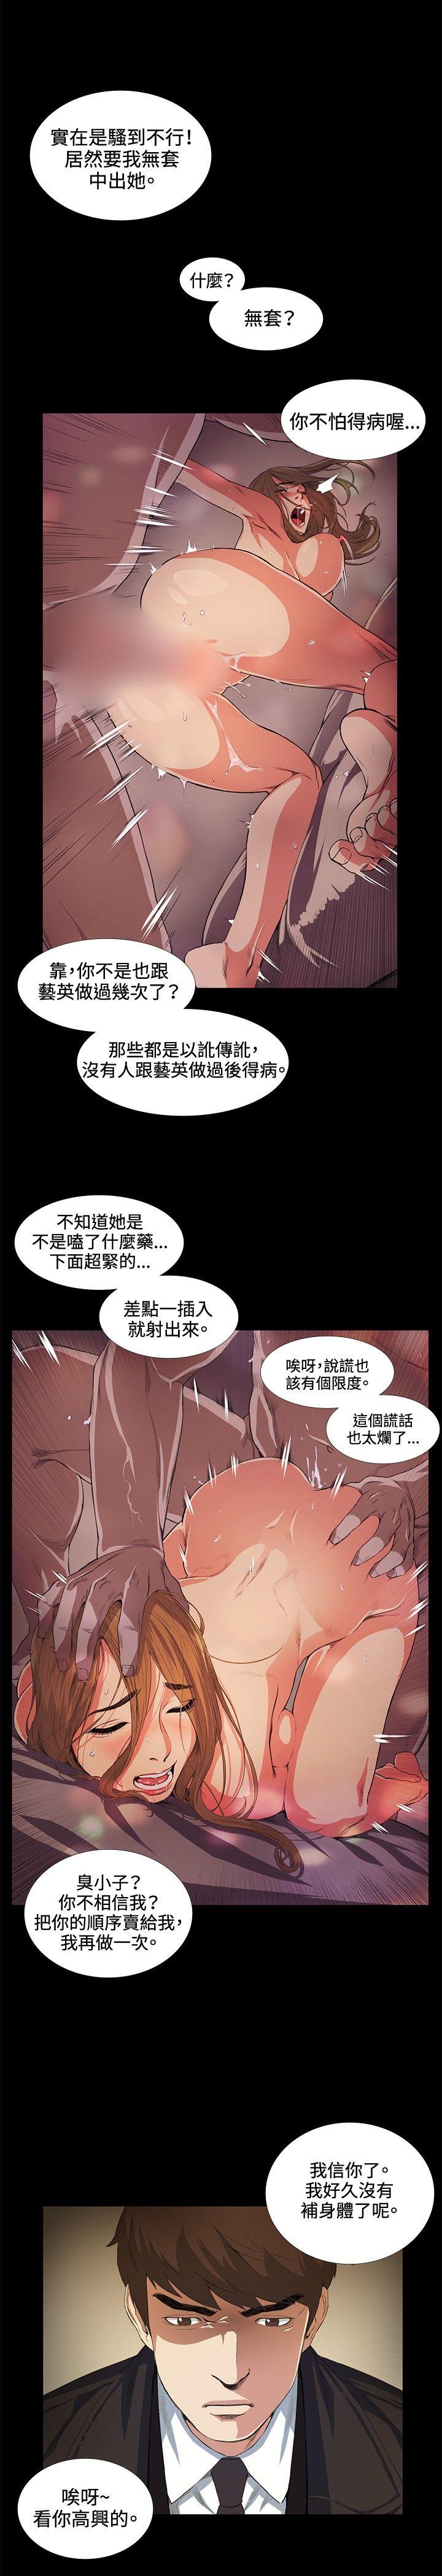 實在是騷到不行！
居然要我無套
中出她。
什麼？
無套？
你不怕得病喔...
靠，你不是也跟
藝英做過幾次了？
那些都是以訛傳訛，
沒有人跟藝英做過後得病。
不知道她是
不是嗑了什麼藥...
下面超緊的...
差點一插入
就射出來。
唉呀，說謊也
該有個限度。
這個謊話
也太爛了...
臭小子？
你不相信我？
把你的順序賣給我，
我再做一次。
我信你了。
我好久沒有
補身體了呢。
唉呀~
看你高興的。